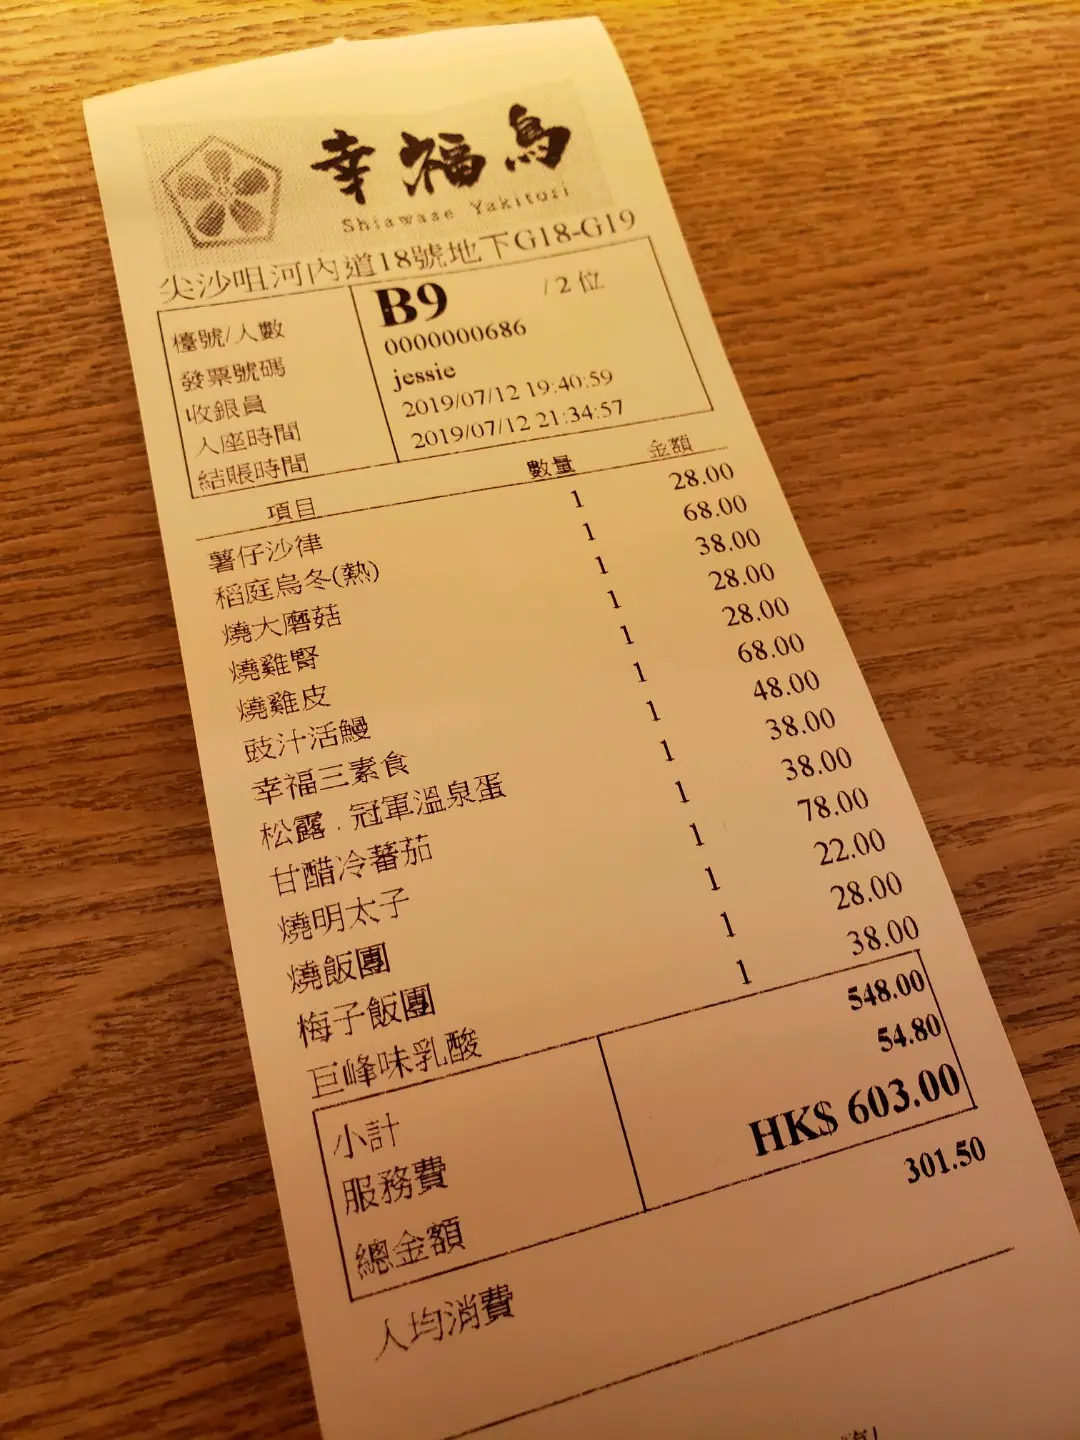 幸福鳥
Shiawase Yakitori
尖沙咀河內道18號地下G18-G19
檯號/人數 B9 /2 位
發票號碼 0000000686
收銀員 jessie
入座時間 2019/07/12 19:40:59
結賬時間 2019/07/12 21:34:57
項目 數量 金額
薯仔沙律 1 28.00
稻庭烏冬(熱) 1 68.00
燒大磨菇 1 38.00
燒雞腎 1 28.00
燒雞皮 1 28.00
豉汁活鰻 1 68.00
幸福三素食 1 48.00
松露．冠軍溫泉蛋 1 38.00
甘醋冷蕃茄 1 38.00
燒明太子 1 78.00
燒飯團 1 22.00
梅子飯團 1 28.00
巨峰味乳酸 1 38.00
小計 548.00
服務費 54.80
總金額 HK$ 603.00
人均消費 301.50